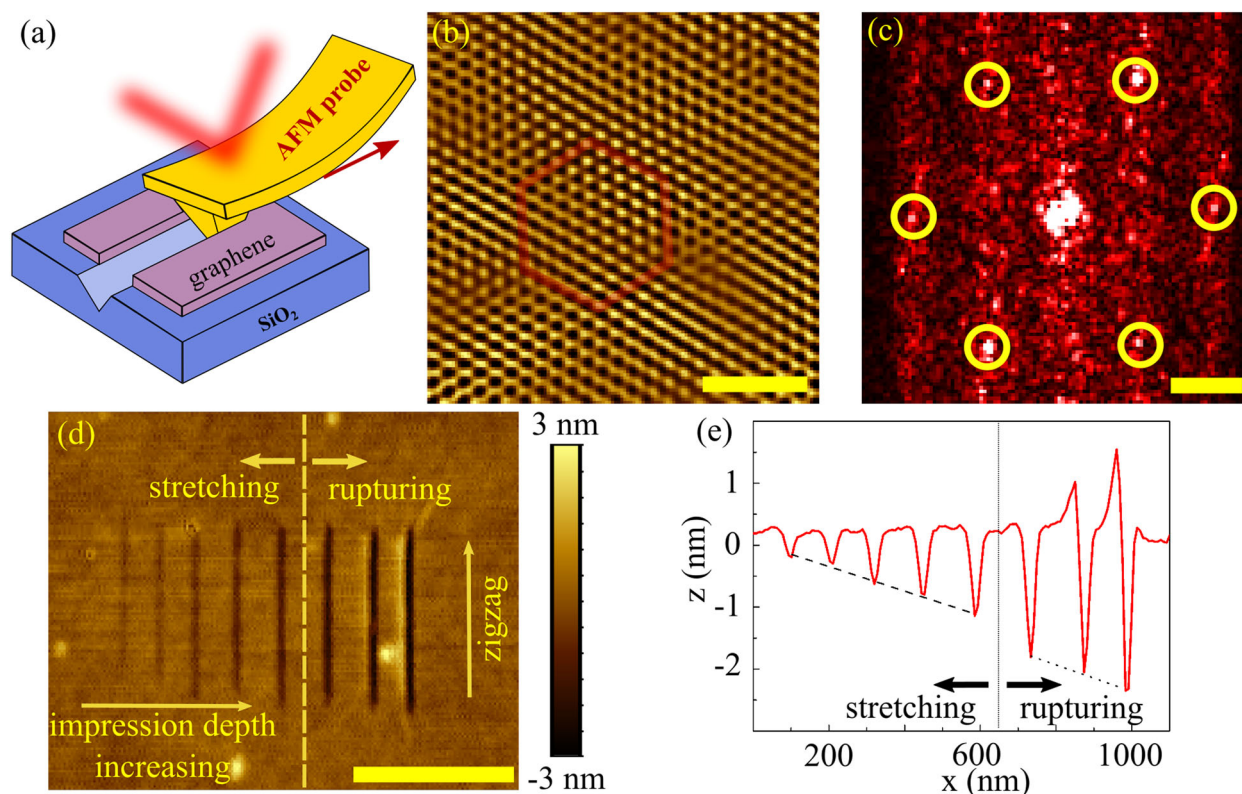 (a)
AFM probe
graphene
SiO₂
(b)
(c)
(d)
stretching
rupturing
zigzag
impression depth
increasing
3 nm
-3 nm
(e)
z (nm)
1
0
-1
-2
stretching
rupturing
200
600
1000
x (nm)